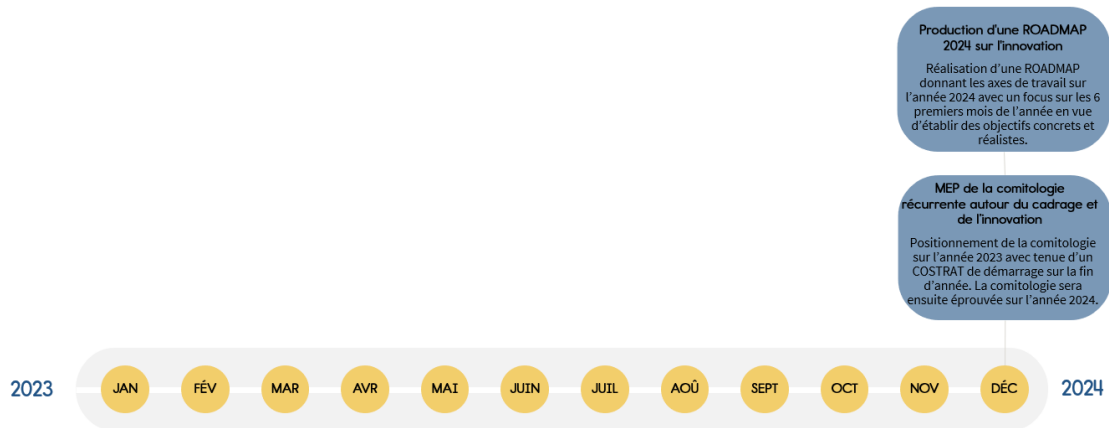 Production d'une ROADMAP
2024 sur l'innovation
Réalisation d'une ROADMAP
donnant les axes de travail sur
l'année 2024 avec un focus sur les 6
premiers mois de l'année en vue
d'établir des objectifs concrets et
réalistes.
MEP de la comitologie
récurrente autour du cadrage et
de l'innovation
Positionnement de la comitologie
sur l'année 2023 avec tenue d'un
COSTRAT de démarrage sur la fin
d'année. La comitologie sera
ensuite éprouvée sur l'année 2024.
2023 JAN FÉV MAR AVR MAI JUIN JUIL AOÛ SEPT OCT NOV DÉC 2024